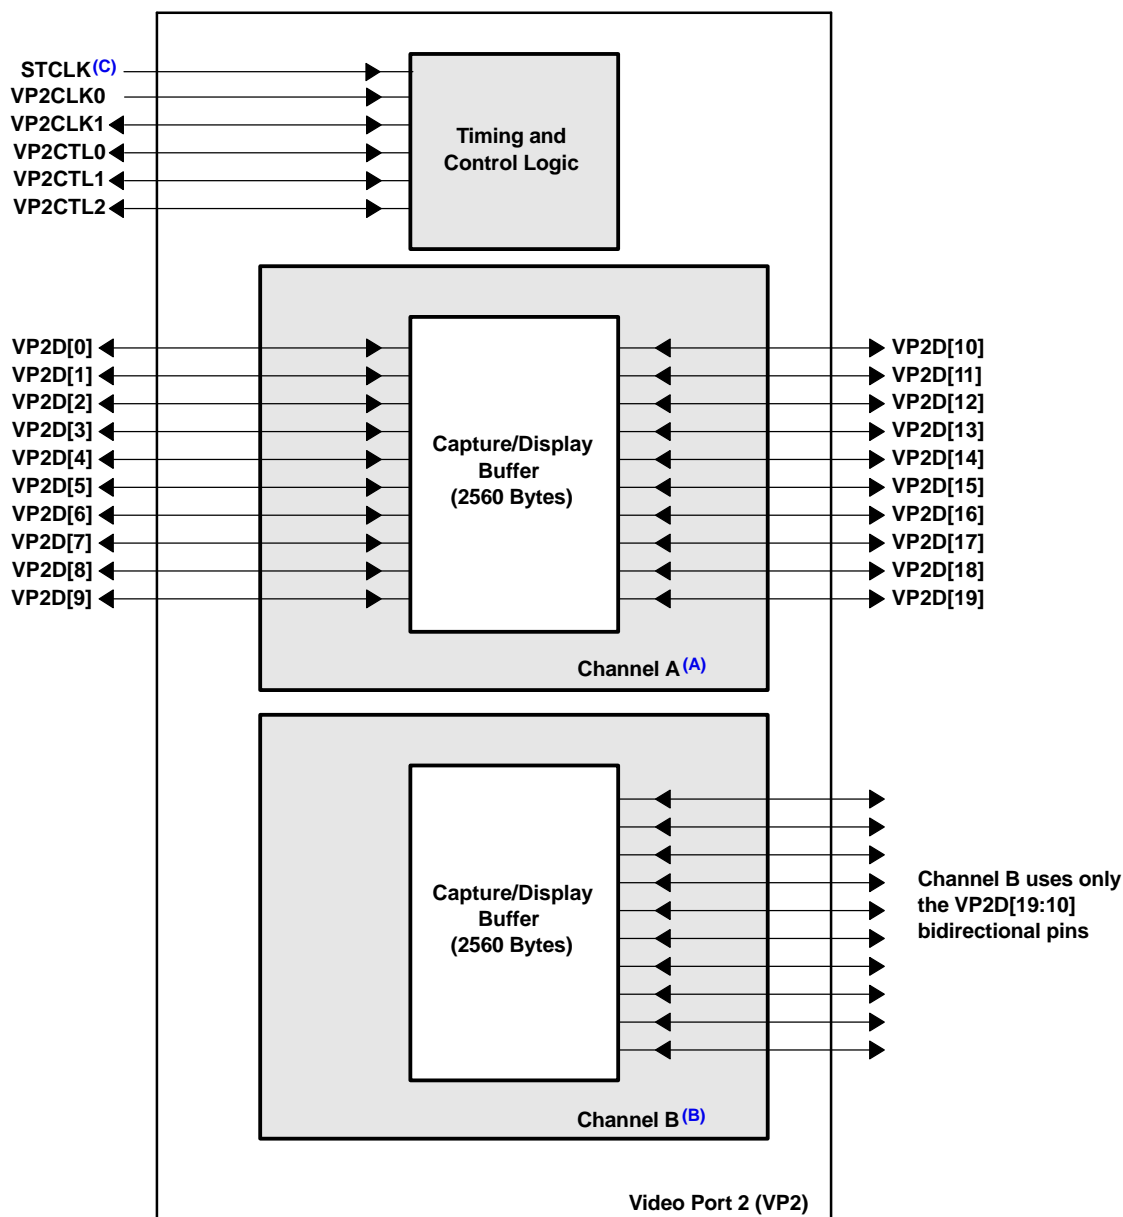 STCLK(C)
VP2CLK0
VP2CLK1
VP2CTL0
VP2CTL1
VP2CTL2
Timing and
Control Logic
VP2D[0]
VP2D[1]
VP2D[2]
VP2D[3]
VP2D[4]
VP2D[5]
VP2D[6]
VP2D[7]
VP2D[8]
VP2D[9]
Capture/Display
Buffer
(2560 Bytes)
VP2D[10]
VP2D[11]
VP2D[12]
VP2D[13]
VP2D[14]
VP2D[15]
VP2D[16]
VP2D[17]
VP2D[18]
VP2D[19]
Channel A(A)
Capture/Display
Buffer
(2560 Bytes)
Channel B uses only
the VP2D[19:10]
bidirectional pins
Channel B(B)
Video Port 2 (VP2)